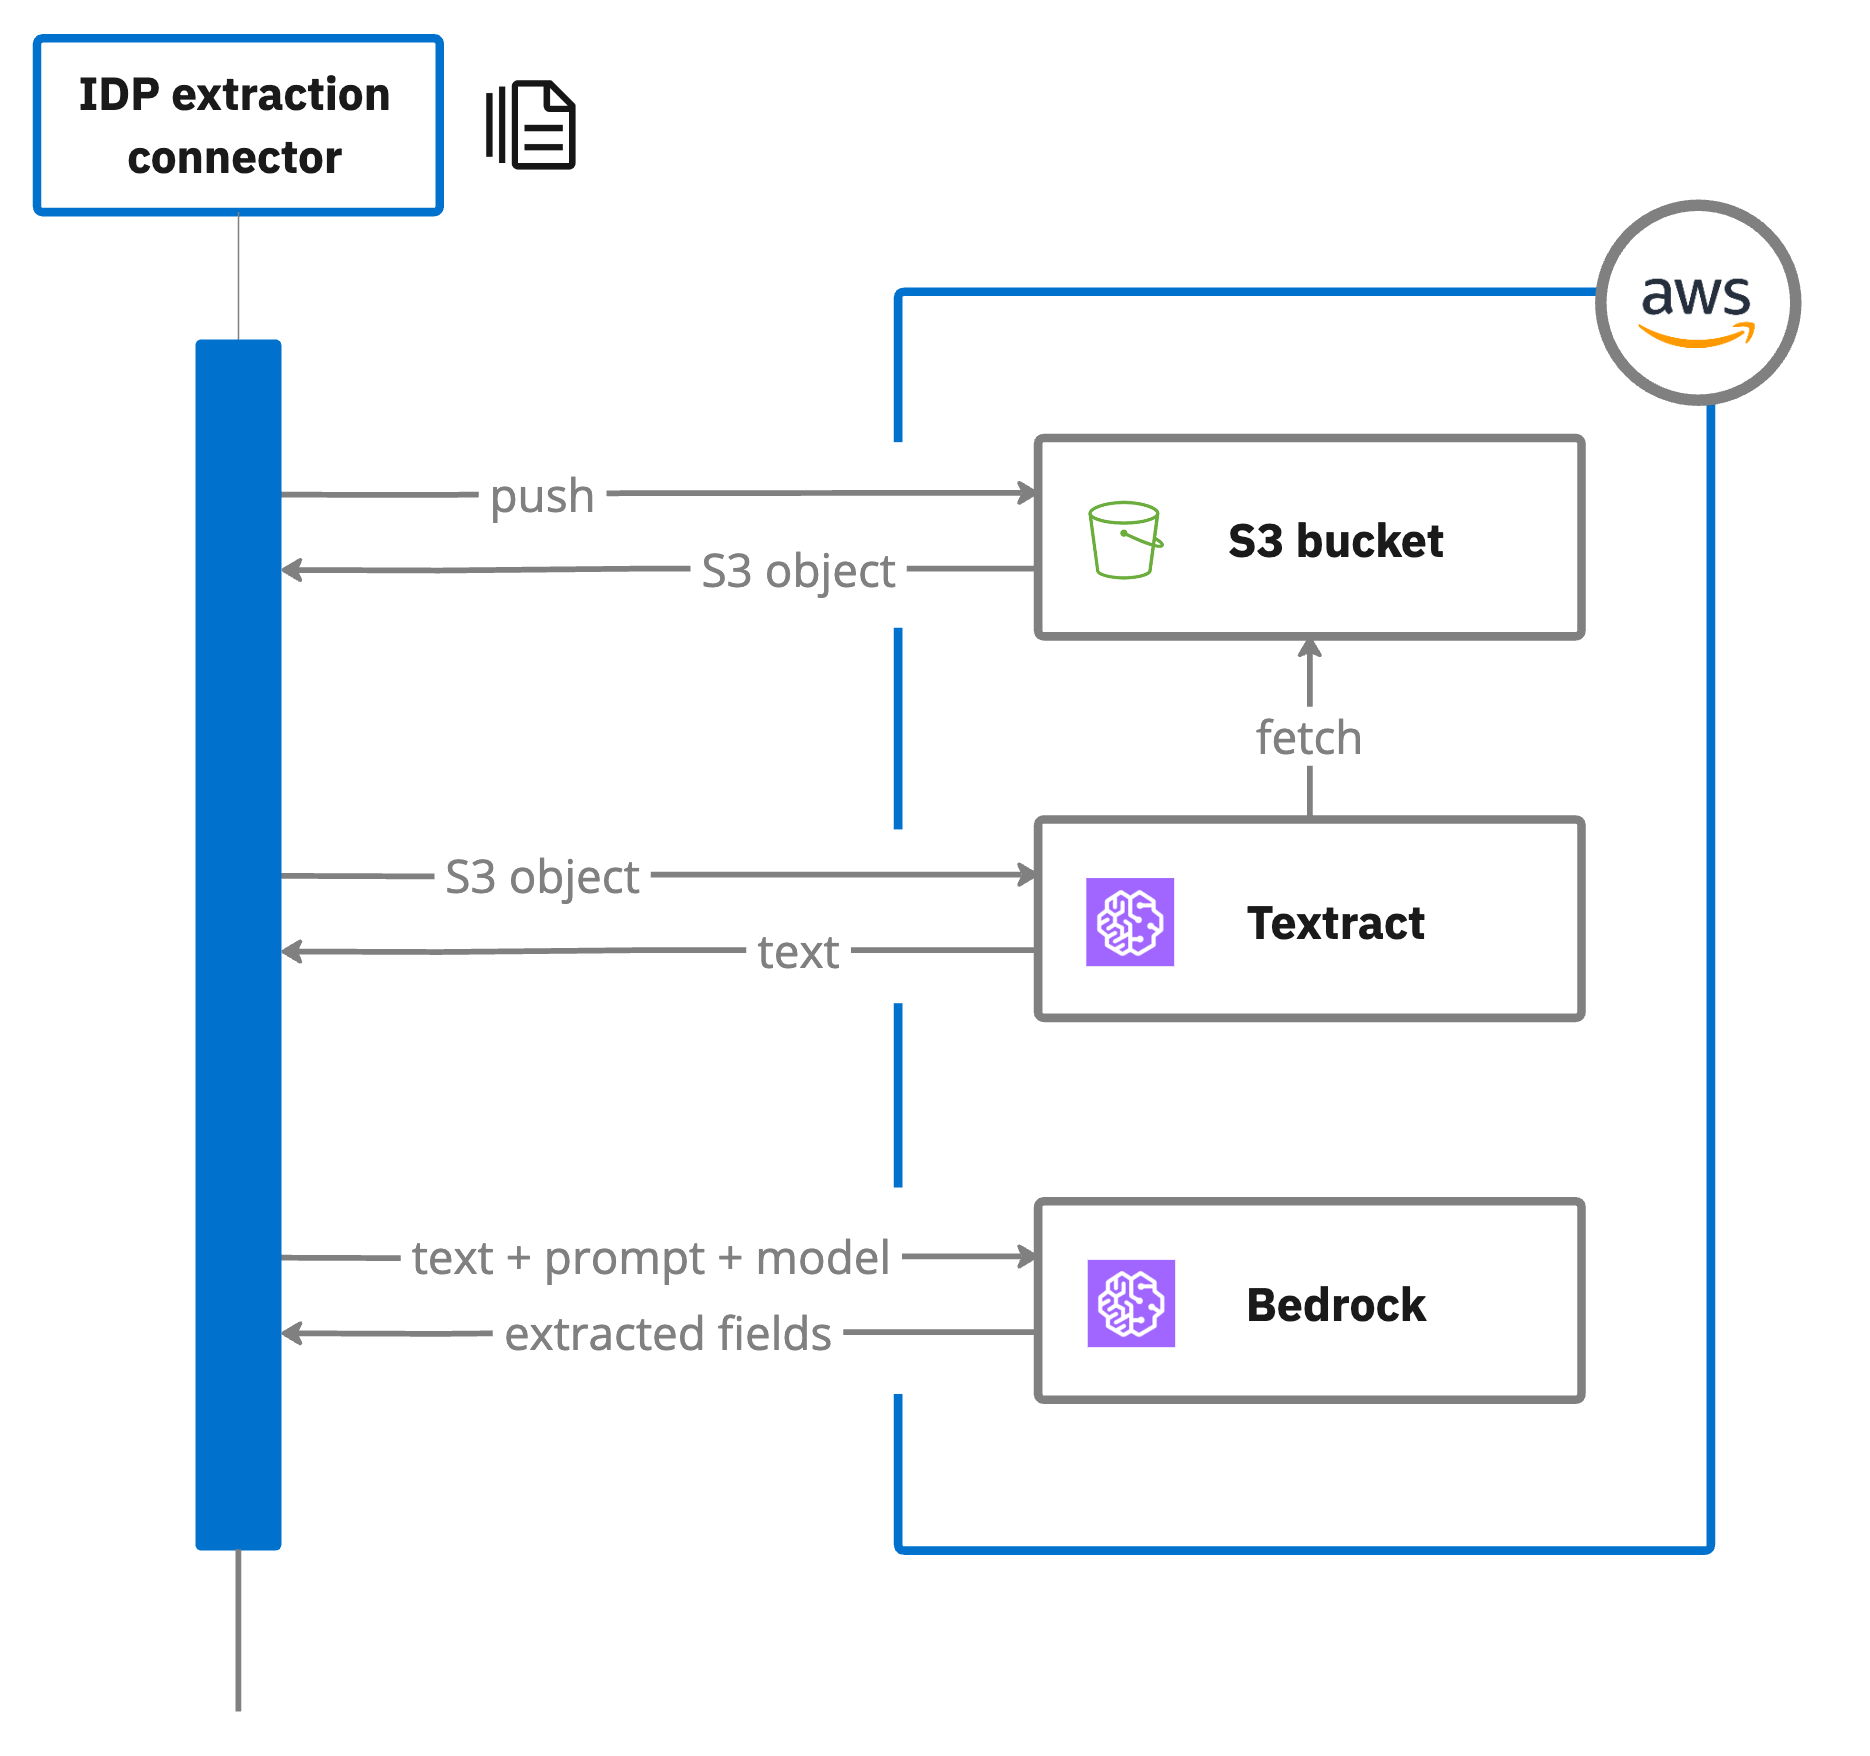 IDP extraction
connector
aws
push
S3 bucket
S3 object
fetch
S3 object
Textract
text
text + prompt + model
Bedrock
extracted fields